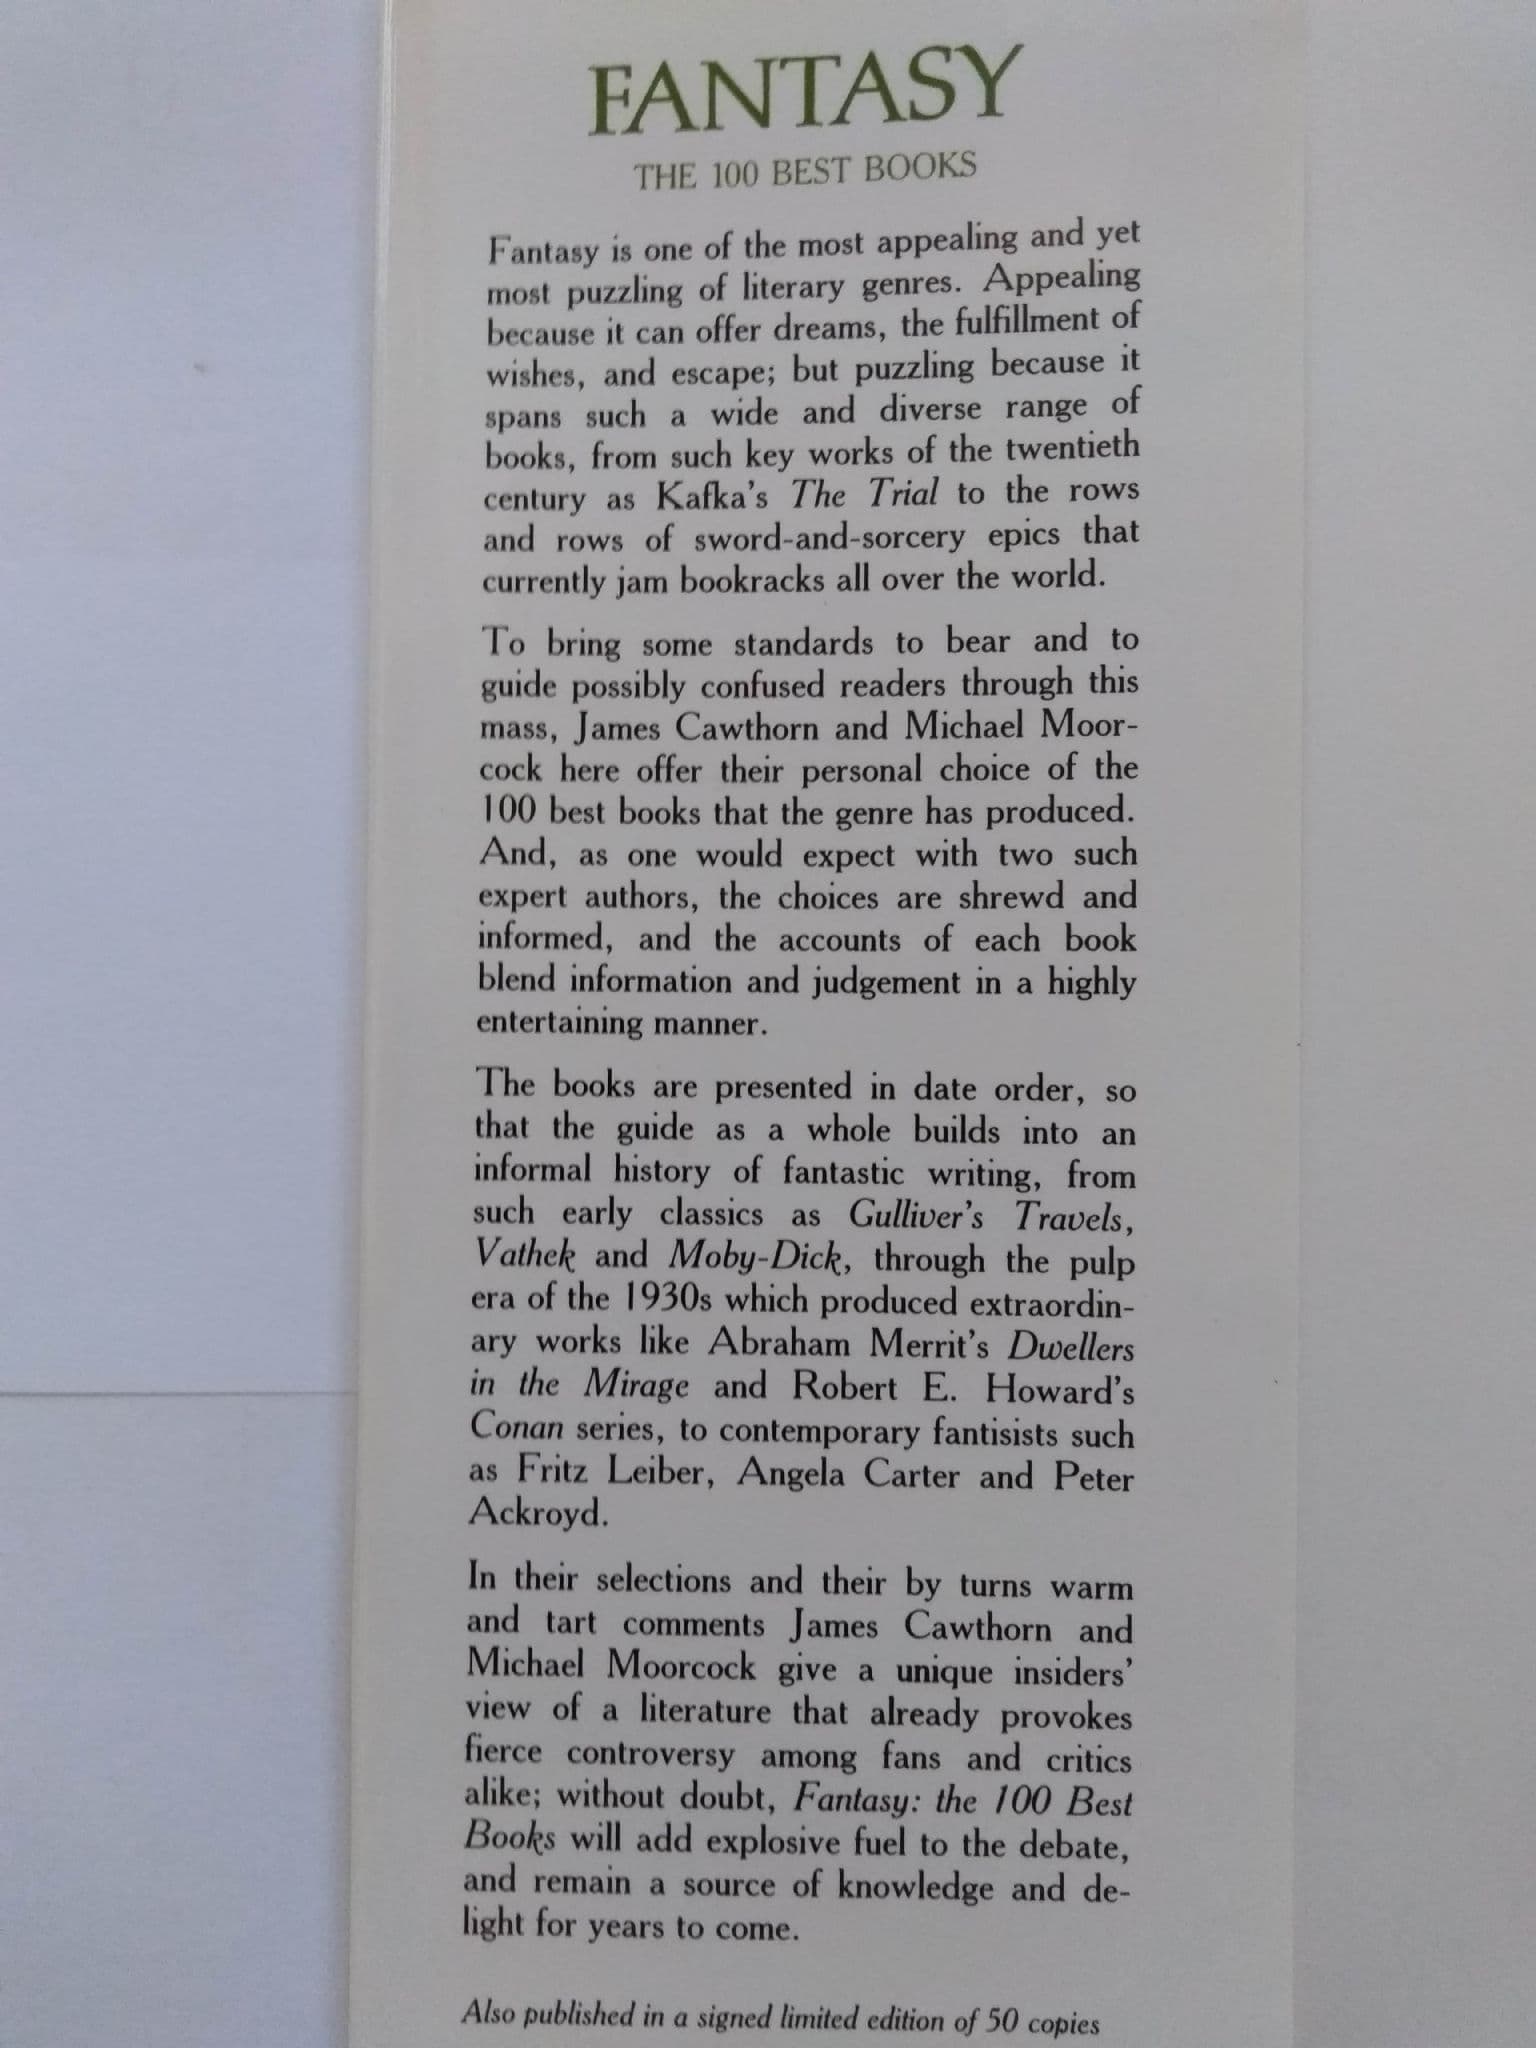 FANTASY
THE 100 BEST BOOKS
Fantasy is one of the most appealing and yet
most puzzling of literary genres. Appealing
because it can offer dreams, the fulfillment of
wishes, and escape; but puzzling because it
spans such a wide and diverse range of
books, from such key works of the twentieth
century as Kafka's The Trial to the rows
and rows of sword-and-sorcery epics that
currently jam bookracks all over the world.
To bring some standards to bear and to
guide possibly confused readers through this
mass, James Cawthorn and Michael Moor-
cock here offer their personal choice of the
100 best books that the genre has produced.
And, as one would expect with two such
expert authors, the choices are shrewd and
informed, and the accounts of each book
blend information and judgement in a highly
entertaining manner.
The books are presented in date order, so
that the guide as a whole builds into an
informal history of fantastic writing, from
such early classics as Gulliver's Travels,
Vathek and Moby-Dick, through the pulp
era of the 1930s which produced extraordin-
ary works like Abraham Merrit's Dwellers
in the Mirage and Robert E. Howard's
Conan series, to contemporary fantisists such
as Fritz Leiber, Angela Carter and Peter
Ackroyd.
In their selections and their by turns warm
and tart comments James Cawthorn and
Michael Moorcock give a unique insiders'
view of a literature that already provokes
fierce controversy among fans and critics
alike; without doubt, Fantasy: the 100 Best
Books will add explosive fuel to the debate,
and remain a source of knowledge and de-
light for years to come.
Also published in a signed limited edition of 50 copies